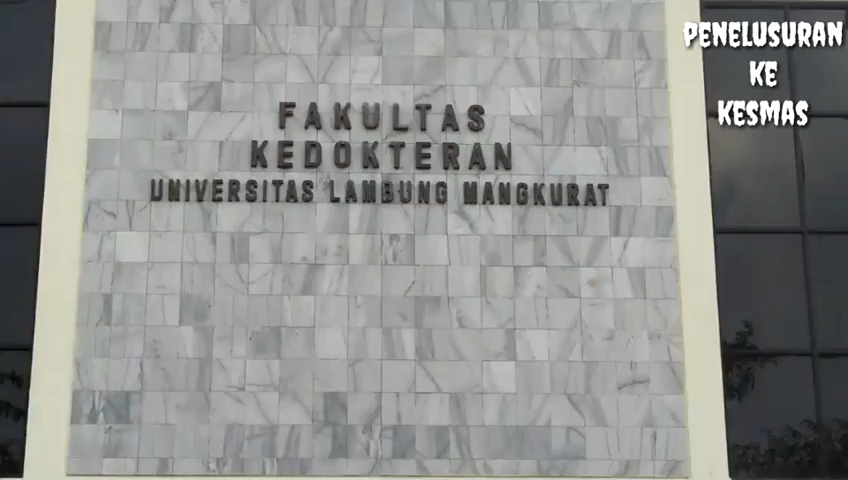 FAKULTAS
KEDOKTERAN
UNIVERSITAS LAMBUNG MANGKURAT
PENELUSURAN
KE
KESMAS